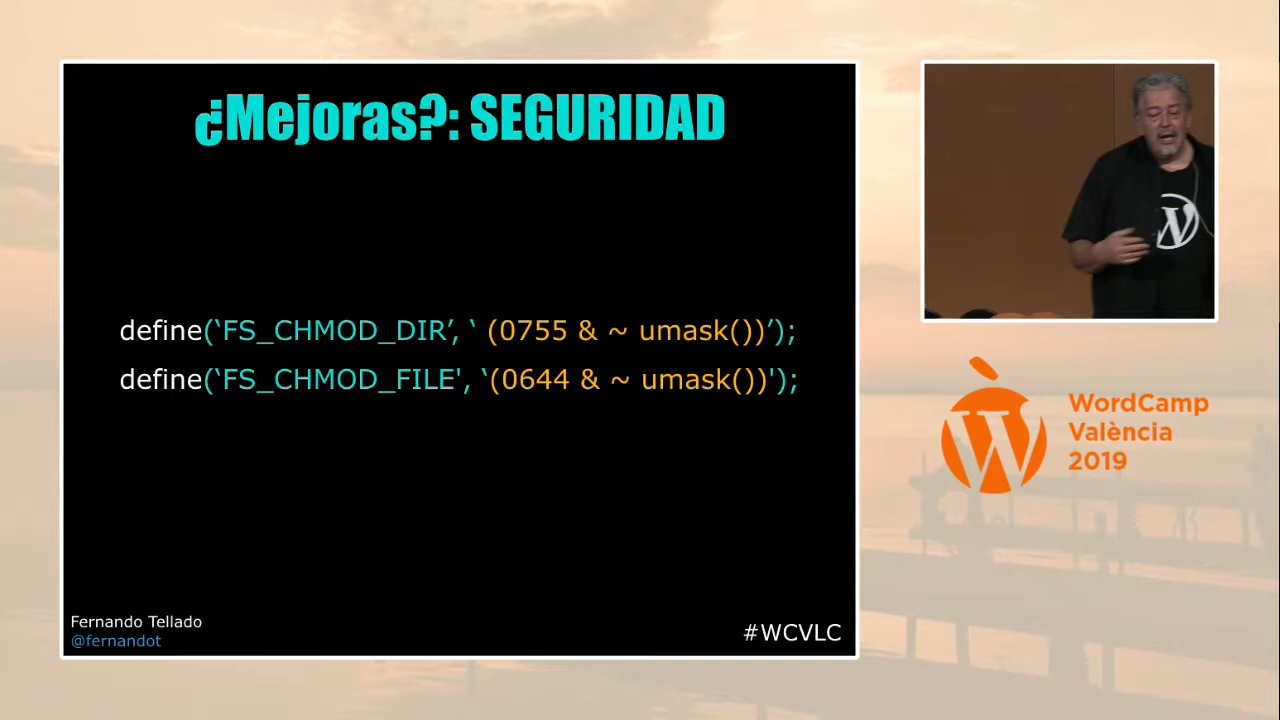 ¿Mejoras?: SEGURIDAD
define(‘FS_CHMOD_DIR’, ‘ (0755 & ~ umask())’);
define(‘FS_CHMOD_FILE', ‘(0644 & ~ umask())');
Fernando Tellado
@fernandot
#WCVLC
WordCamp
València
2019